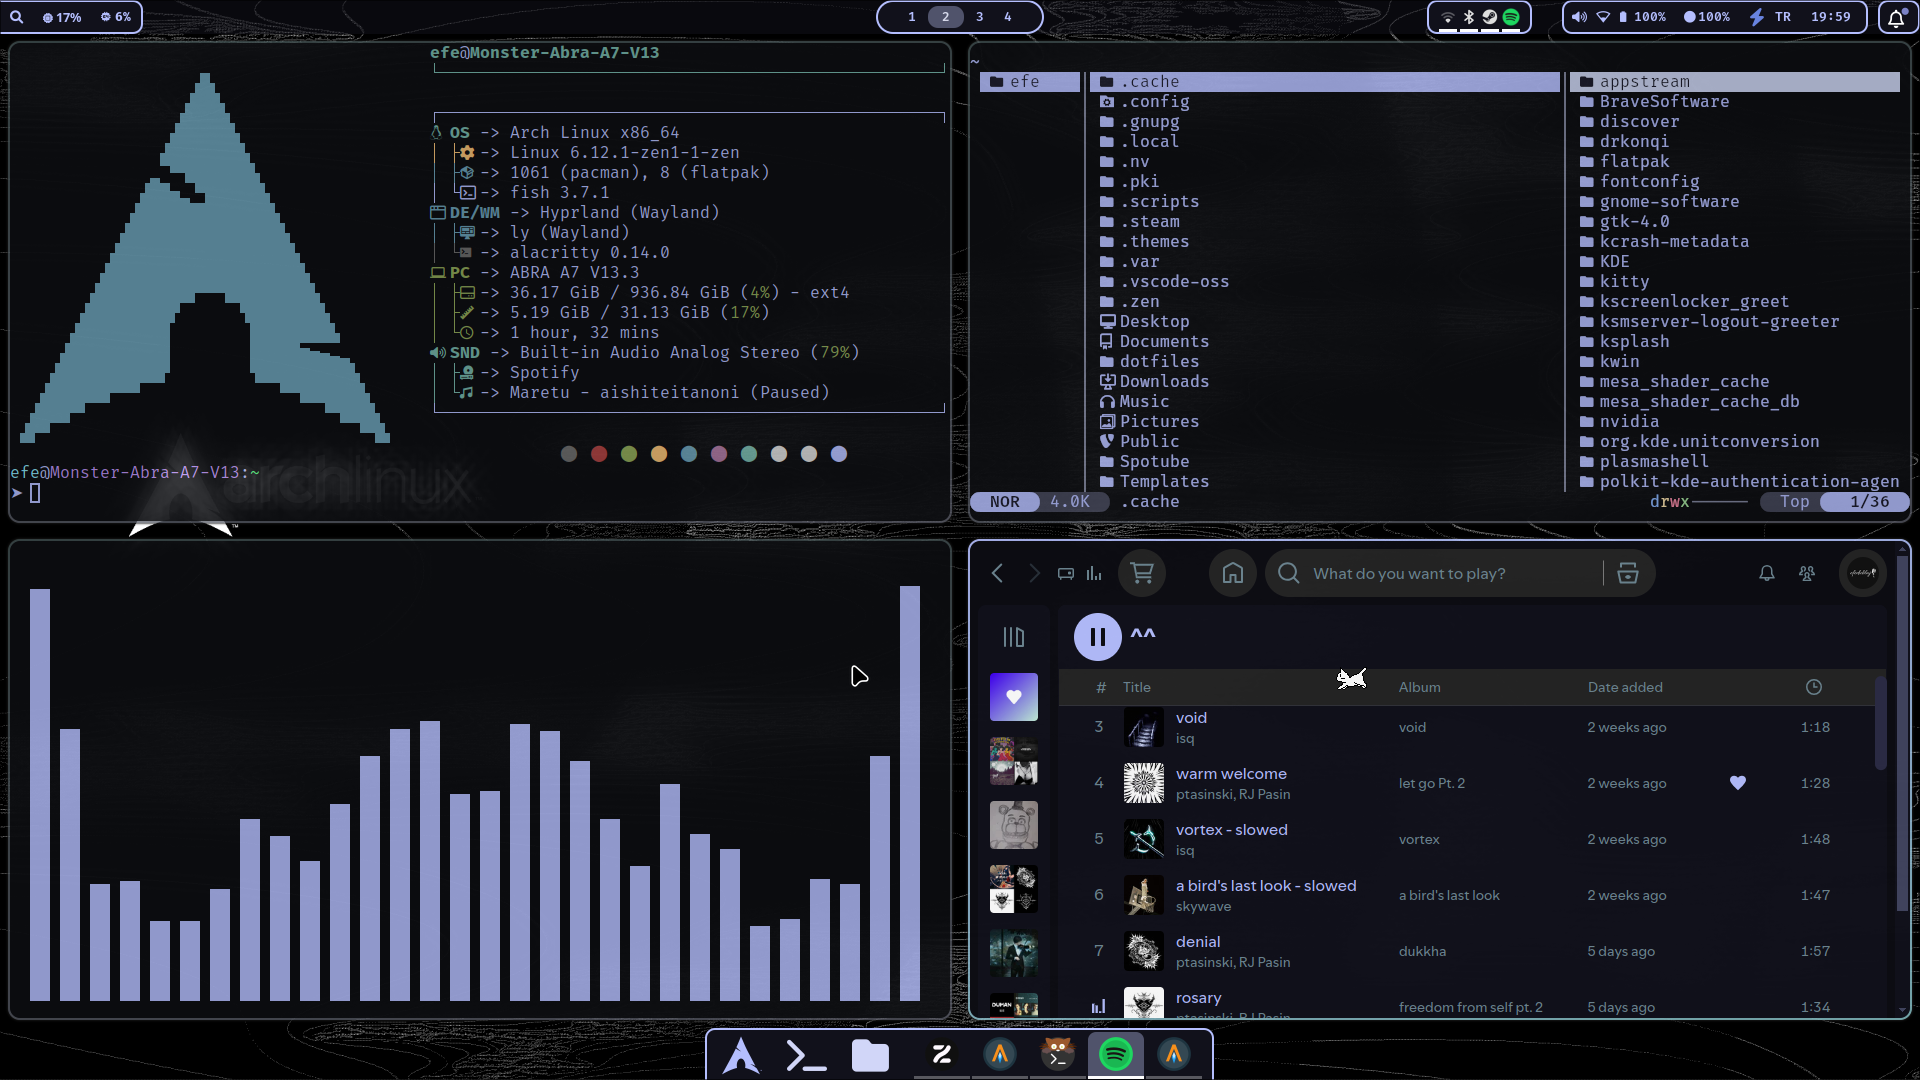 17% 6%
1 2 3 4
100% 100% TR 19:59
efe@Monster-Abra-A7-V13
OS -> Arch Linux x86_64
-> Linux 6.12.1-zen1-1-zen
-> 1061 (pacman), 8 (flatpak)
-> fish 3.7.1
DE/WM -> Hyprland (Wayland)
-> ly (Wayland)
-> alacritty 0.14.0
PC -> ABRA A7 V13.3
-> 36.17 GiB / 936.84 GiB (4%) - ext4
-> 5.19 GiB / 31.13 GiB (17%)
-> 1 hour, 32 mins
SND -> Built-in Audio Analog Stereo (79%)
-> Spotify
-> Maretu - aishiteitanoni (Paused)
efe@Monster-Abra-A7-V13:~
➤
archlinux
~
efe
.cache
.config
.gnupg
.local
.nv
.pki
.scripts
.steam
.themes
.var
.vscode-oss
.zen
Desktop
Documents
dotfiles
Downloads
Music
Pictures
Public
Spotube
Templates
appstream
BraveSoftware
discover
drkonqi
flatpak
fontconfig
gnome-software
gtk-4.0
kcrash-metadata
KDE
kitty
kscreenlocker_greet
ksmserver-logout-greeter
ksplash
kwin
mesa_shader_cache
mesa_shader_cache_db
nvidia
org.kde.unitconversion
plasmashell
polkit-kde-authentication-agen
NOR 4.0K .cache drwx Top 1/36
What do you want to play?
^^
# Title Album Date added
3 void void 2 weeks ago 1:18
isq
4 warm welcome let go Pt. 2 2 weeks ago 1:28
ptasinski, RJ Pasin
5 vortex - slowed vortex 2 weeks ago 1:48
isq
6 a bird's last look - slowed a bird's last look 2 weeks ago 1:47
skywave
7 denial dukkha 5 days ago 1:57
ptasinski, RJ Pasin
rosary freedom from self pt. 2 5 days ago 1:34
ptasinski, RJ Pasin